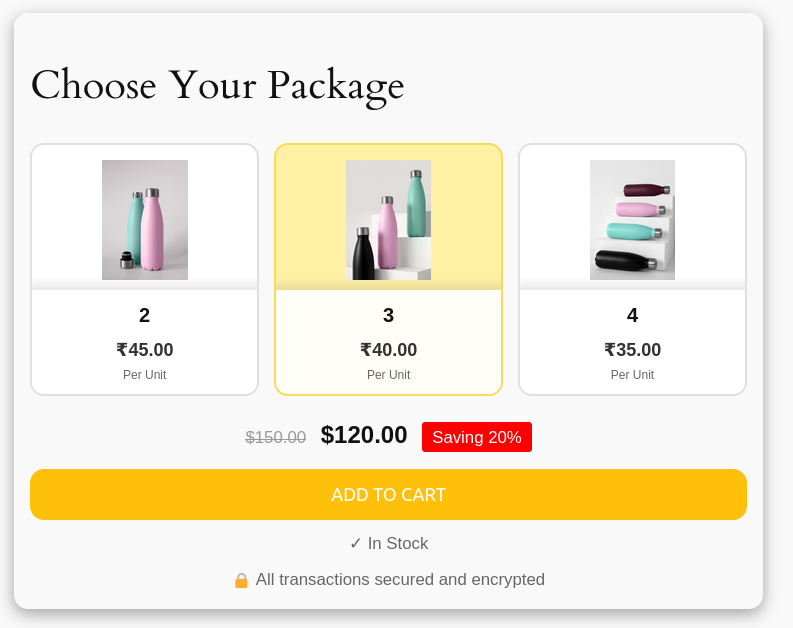 Choose Your Package
2
₹45.00
Per Unit
3
₹40.00
Per Unit
4
₹35.00
Per Unit
$150.00 $120.00 Saving 20%
ADD TO CART
✓ In Stock
🔒 All transactions secured and encrypted